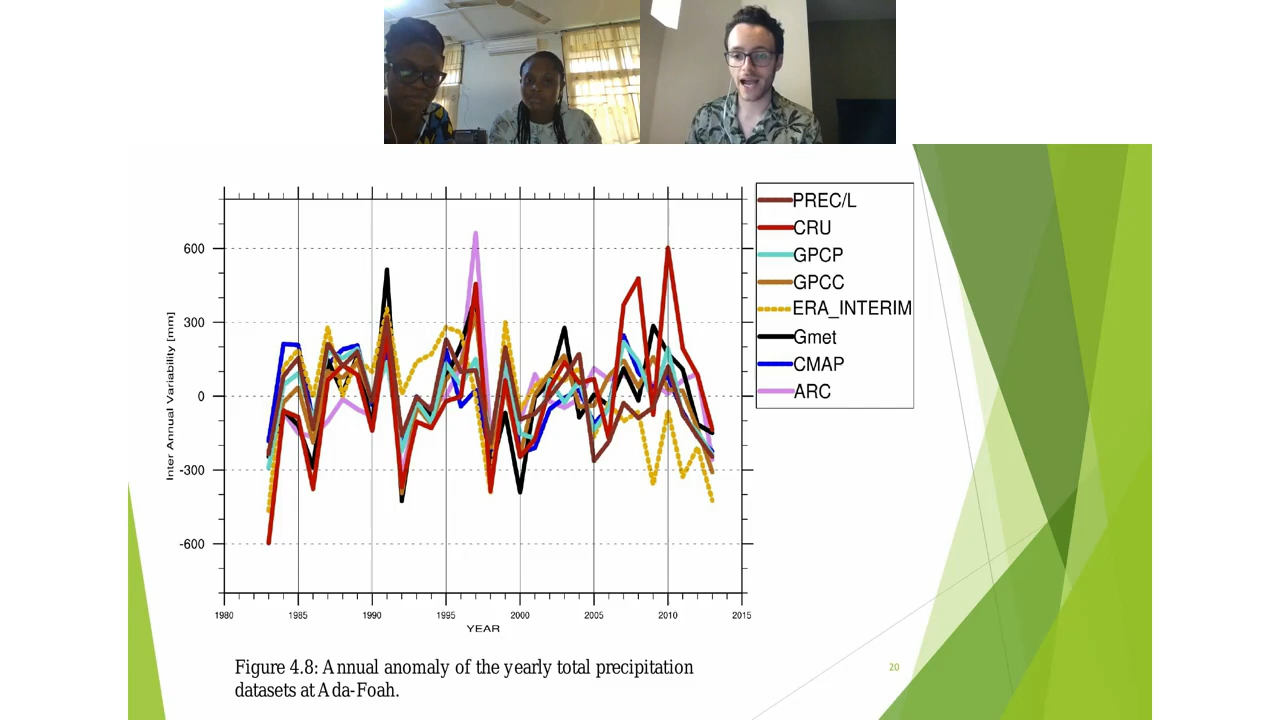 PREC/L
CRU
GPCP
GPCC
ERA_INTERIM
Gmet
CMAP
ARC
Inter Annual Variability [mm]
600
300
0
-300
-600
1980 1985 1990 1995 2000 2005 2010 2015
YEAR
Figure 4.8: Annual anomaly of the yearly total precipitation
datasets at Ada-Foah.
20